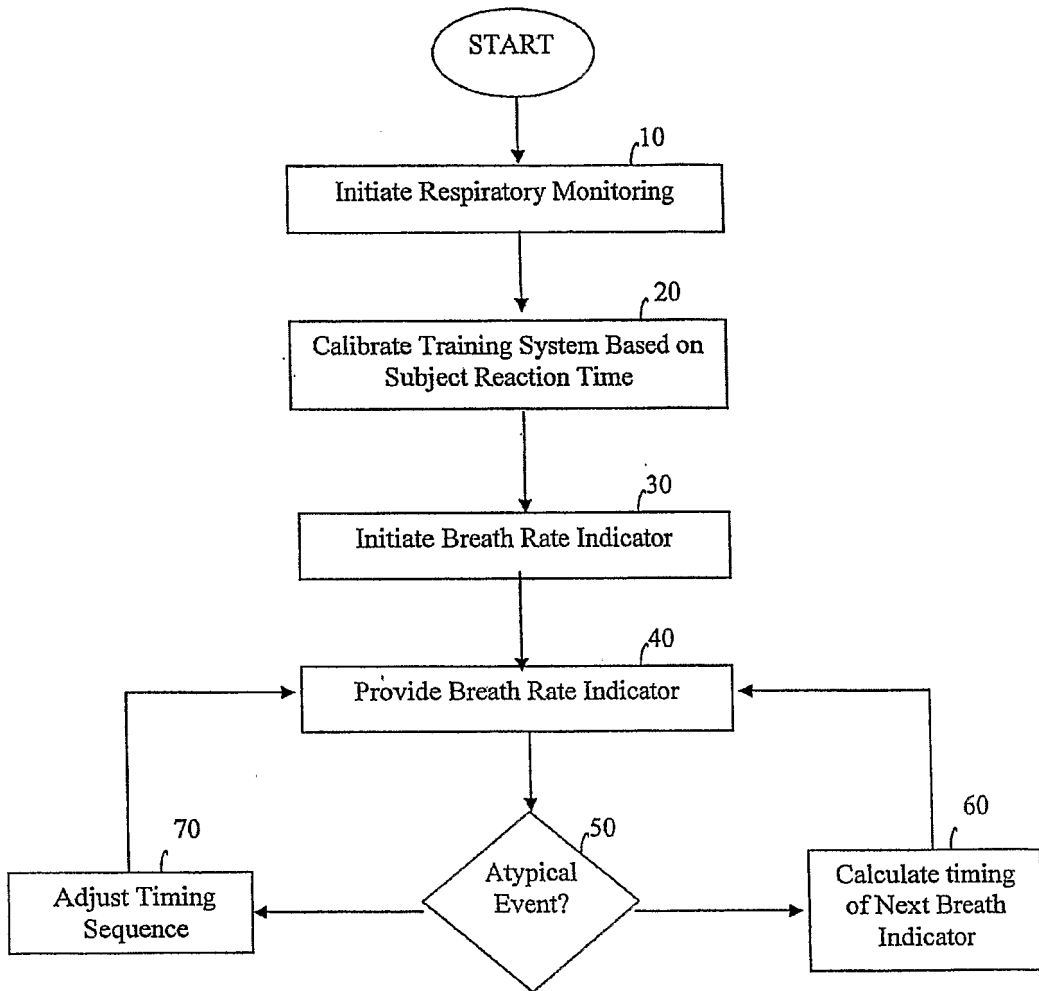 START
10
Initiate Respiratory Monitoring
20
Calibrate Training System Based on
Subject Reaction Time
30
Initiate Breath Rate Indicator
40
Provide Breath Rate Indicator
50
Atypical
Event?
70
Adjust Timing
Sequence
60
Calculate timing
of Next Breath
Indicator